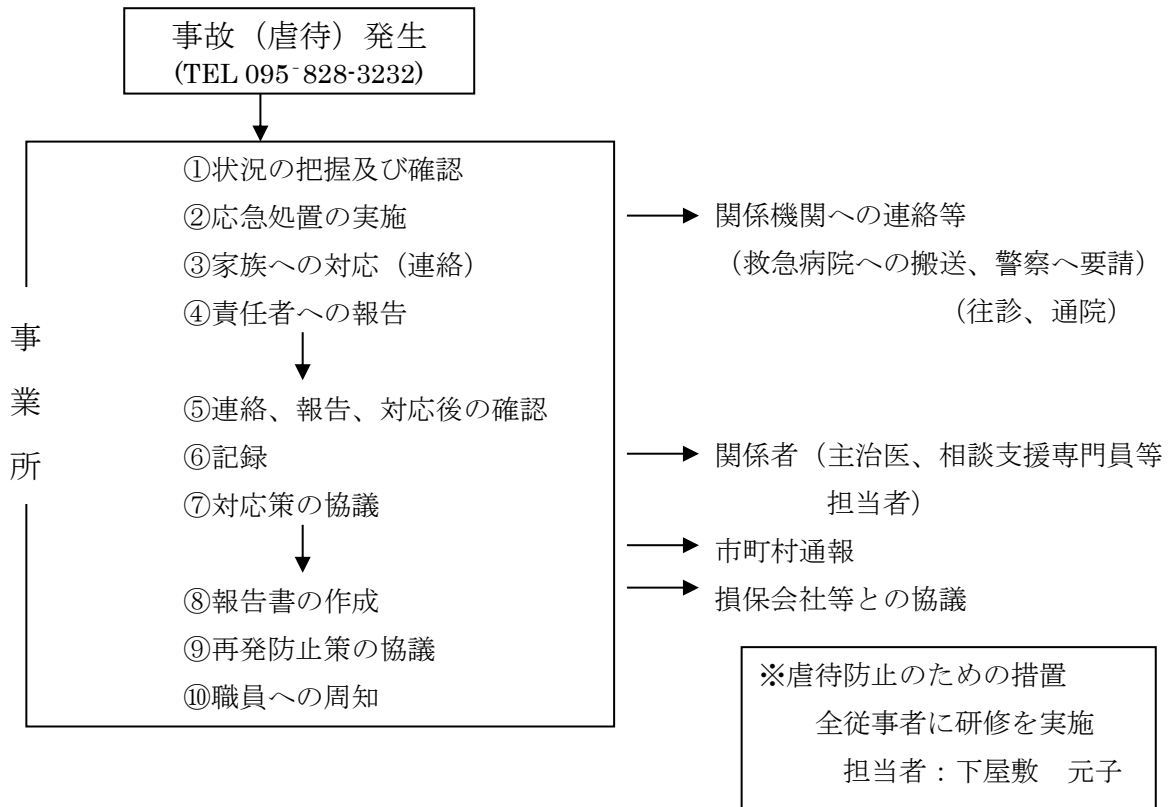 事故（虐待）発生
(TEL 095⁻828-3232)
①状況の把握及び確認
②応急処置の実施
③家族への対応（連絡）
④責任者への報告
関係機関への連絡等
（救急病院への搬送、警察へ要請）
（往診、通院）
事業所
⑤連絡、報告、対応後の確認
⑥記録
⑦対応策の協議
関係者（主治医、相談支援専門員等
担当者）
市町村通報
損保会社等との協議
⑧報告書の作成
⑨再発防止策の協議
⑩職員への周知
※虐待防止のための措置
全従事者に研修を実施
担当者：下屋敷　元子